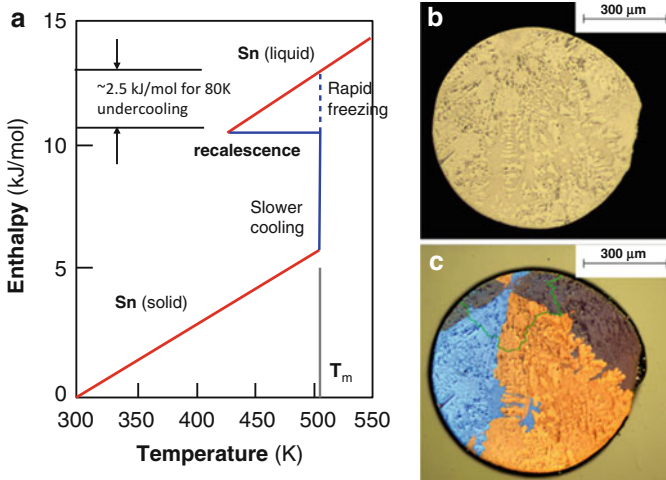 a
15
10
5
0
Enthalpy (kJ/mol)
~2.5 kJ/mol for 80K
undercooling
Sn (liquid)
Rapid
freezing
recalescence
Slower
cooling
Sn (solid)
Tm
300
350
400
450
500
550
Temperature (K)
b
300 µm
c
300 µm